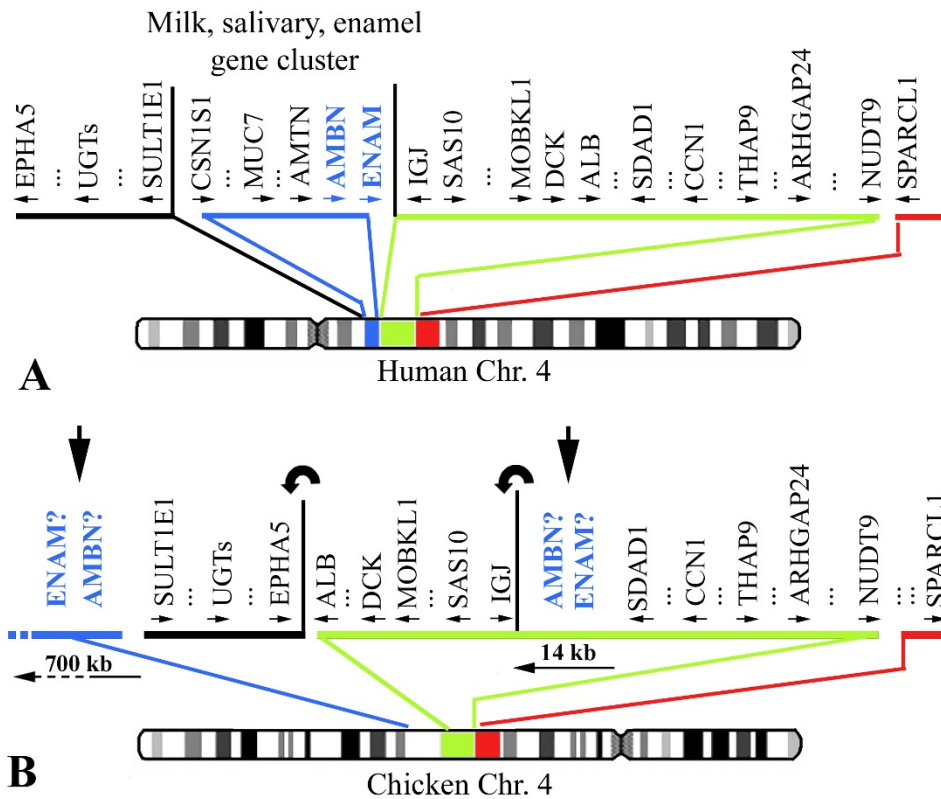 Milk, salivary, enamel
gene cluster
EPHA5
...
UGTs
...
SULT1E1
CSN1S1
...
MUC7
AMTN
AMBN
ENAM
IGJ
SAS10
...
MOBKL1
DCK
ALB
...
SDAD1
...
CCN1
...
THAP9
...
ARHGAP24
...
NUDT9
SPARCL1
A
Human Chr. 4
ENAM?
AMBN?
SULT1E1
...
UGTs
...
EPHA5
ALB
...
DCK
MOBKL1
...
SAS10
...
IGJ
AMBN?
ENAM?
SDAD1
...
CCN1
...
THAP9
...
ARHGAP24
...
NUDT9
....
SPARCL1
700 kb
14 kb
B
Chicken Chr. 4